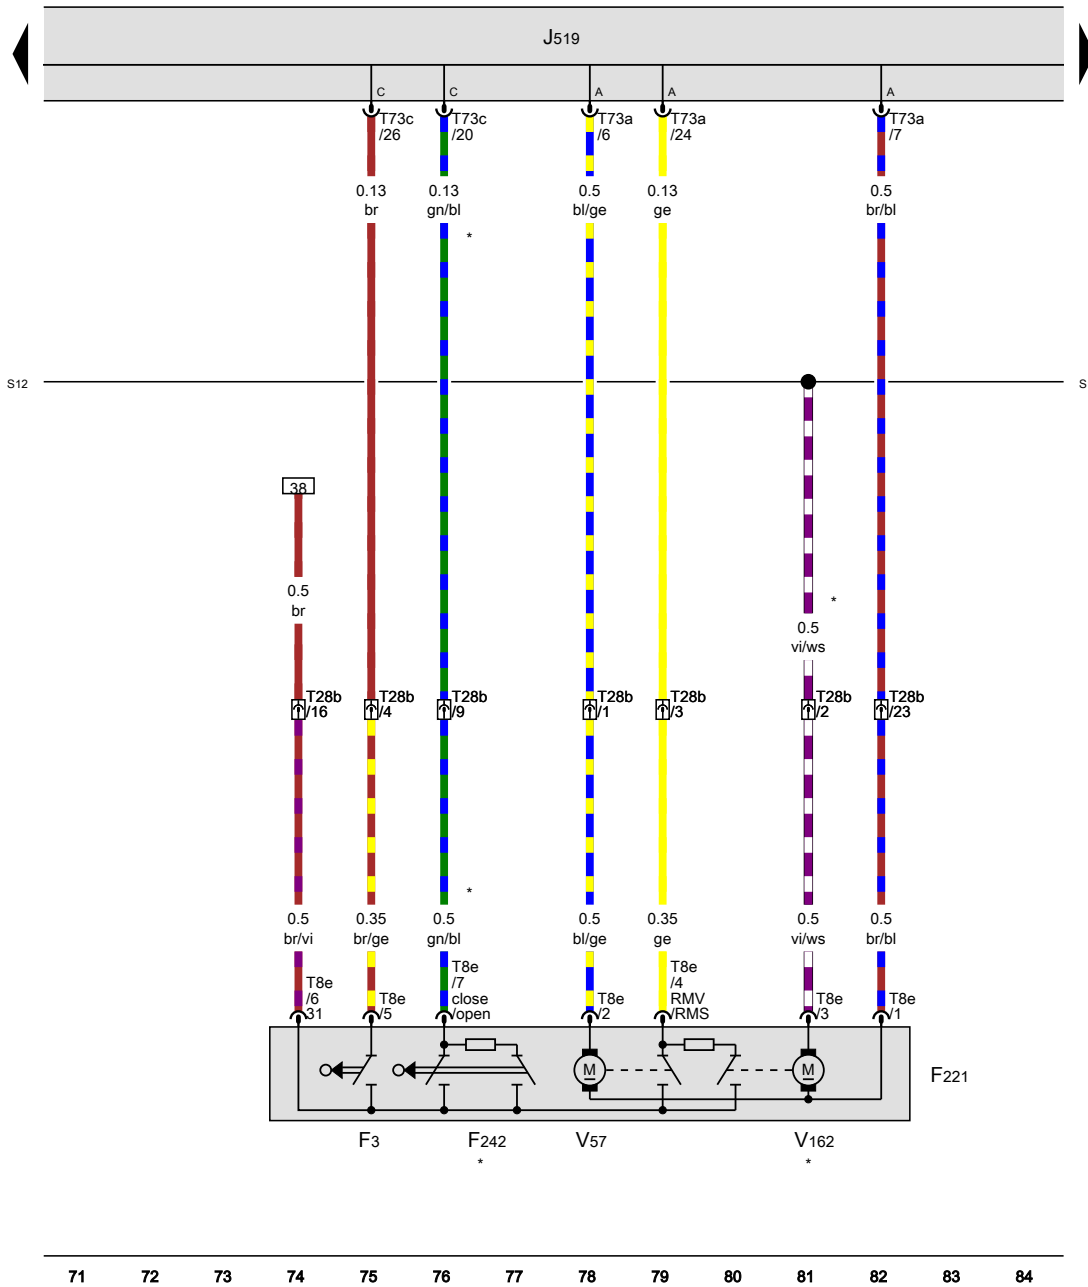 J519
C
C
A
A
A
T73c
/26
T73c
/20
T73a
/6
T73a
/24
T73a
/7
0.13
br
0.13
gn/bl
0.5
bl/ge
0.13
ge
0.5
br/bl
*
S12
S
38
0.5
br
*
0.5
vi/ws
T28b
/16
T28b
/4
T28b
/9
T28b
/1
T28b
/3
T28b
/2
T28b
/23
*
0.5
br/vi
0.35
br/ge
0.5
gn/bl
0.5
bl/ge
0.35
ge
0.5
vi/ws
0.5
br/bl
T8e
/6
31
T8e
/5
T8e
/7
close
/open
T8e
/2
T8e
/4
RMV
/RMS
T8e
/3
T8e
/1
M
M
F221
F3
F242
*
V57
V162
*
71 72 73 74 75 76 77 78 79 80 81 82 83 84